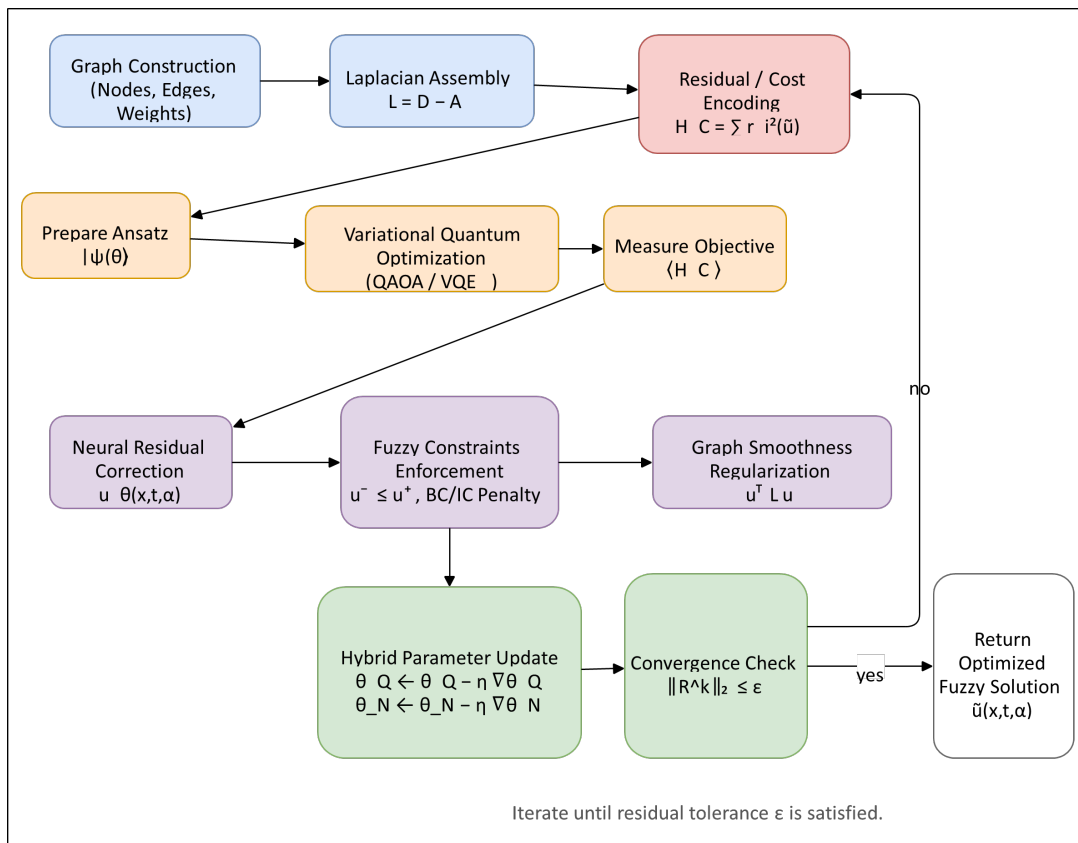 Graph Construction
(Nodes, Edges,
Weights)
Laplacian Assembly
L = D − A
Residual / Cost
Encoding
H C = ∑ r i²(ũ)
Prepare Ansatz
|ψ(θ)⟩
Variational Quantum
Optimization
(QAOA / VQE )
Measure Objective
⟨H C ⟩
no
Neural Residual
Correction
u θ(x,t,α)
Fuzzy Constraints
Enforcement
u⁻ ≤ u⁺ , BC/IC Penalty
Graph Smoothness
Regularization
uᵀ L u
Hybrid Parameter Update
θ Q ← θ Q − η ∇θ Q
θ_N ← θ_N − η ∇θ N
Convergence Check
‖R^k‖₂ ≤ ε
yes
Return
Optimized
Fuzzy Solution
ũ(x,t,α)
Iterate until residual tolerance ε is satisfied.